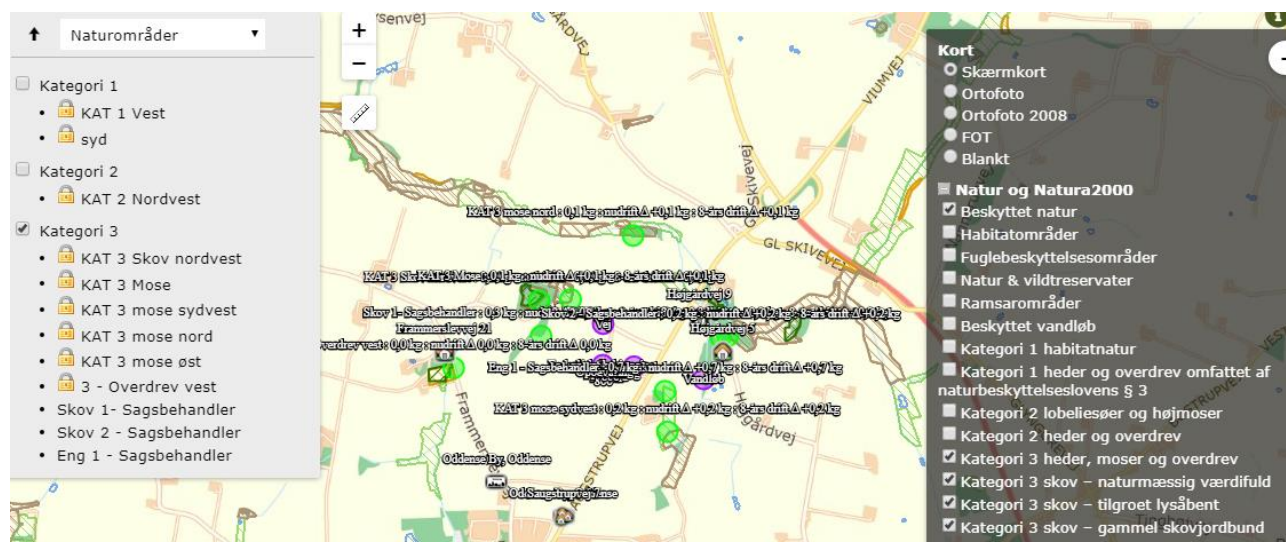 Naturområder
Kategori 1
KAT 1 Vest
syd
Kategori 2
KAT 2 Nordvest
Kategori 3
KAT 3 Skov nordvest
KAT 3 Mose
KAT 3 mose sydvest
KAT 3 mose nord
KAT 3 mose øst
3 - Overdrev vest
Skov 1- Sagsbehandler
Skov 2 - Sagsbehandler
Eng 1 - Sagsbehandler
+
−
VIUMVEJ
GL SKIVEVEJ
KAT 3 mose nord : 0,1 kg : nudrift Δ +0,1 kg : 8-års drift Δ +0,1 kg
Højgårdvej 9
Højgårdvej 5
Frammerslevvej 21
Eng 1 - Sagsbehandler
Vandløb
KAT 3 mose sydvest : 0,2 kg : nudrift Δ +0,2 kg : 8-års drift Δ +0,2 kg
Oddense By, Oddense
Kort
Skærmkort
Ortofoto
Ortofoto 2008
FOT
Blankt
Natur og Natura2000
Beskyttet natur
Habitatområder
Fuglebeskyttelsesområder
Natur & vildtreservater
Ramsarområder
Beskyttet vandløb
Kategori 1 habitatnatur
Kategori 1 heder og overdrev omfattet af
naturbeskyttelseslovens § 3
Kategori 2 lobeliesøer og højmoser
Kategori 2 heder og overdrev
Kategori 3 heder, moser og overdrev
Kategori 3 skov – naturmæssig værdifuld
Kategori 3 skov – tilgroet lysåbent
Kategori 3 skov – gammel skovjordbund